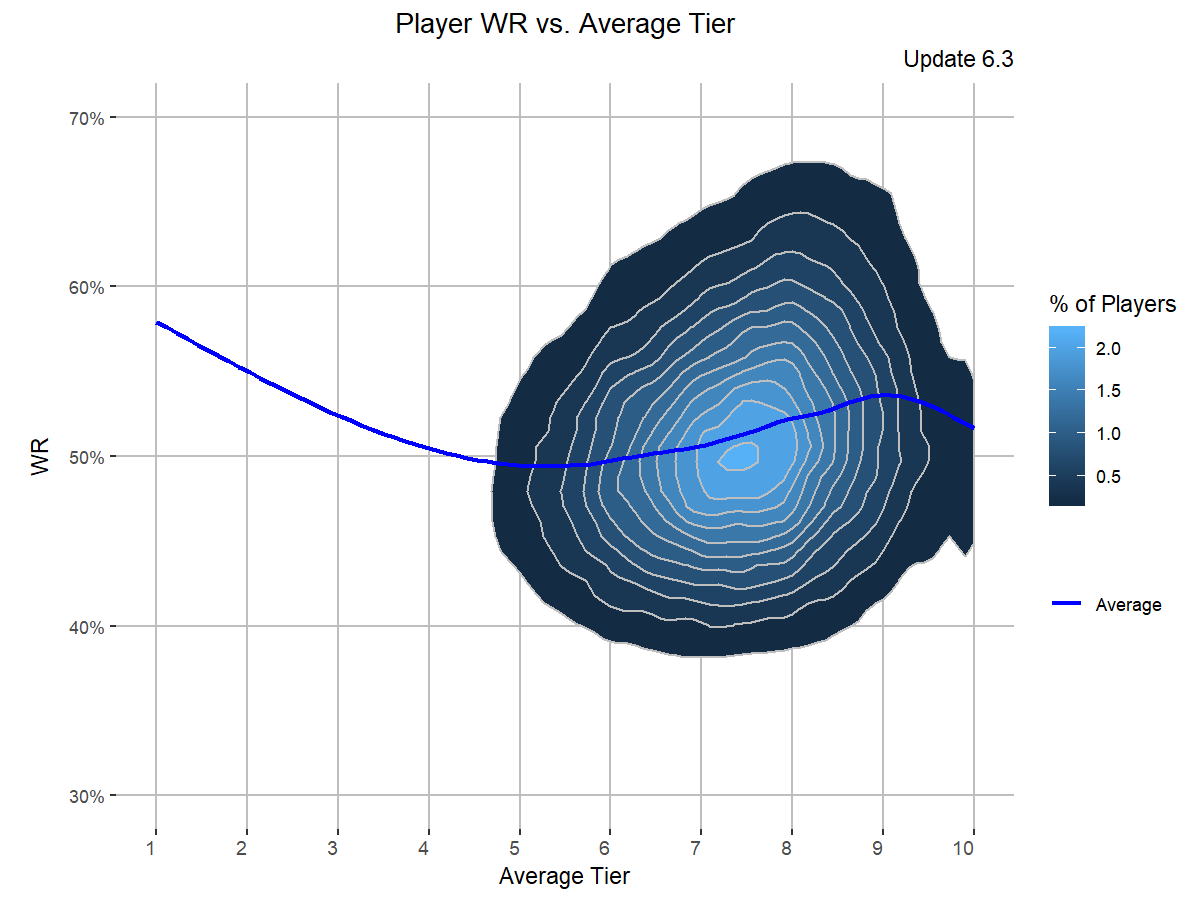 Player WR vs. Average Tier
Update 6.3
WR
70%
60%
50%
40%
30%
1 2 3 4 5 6 7 8 9 10
Average Tier
% of Players
2.0
1.5
1.0
0.5
Average